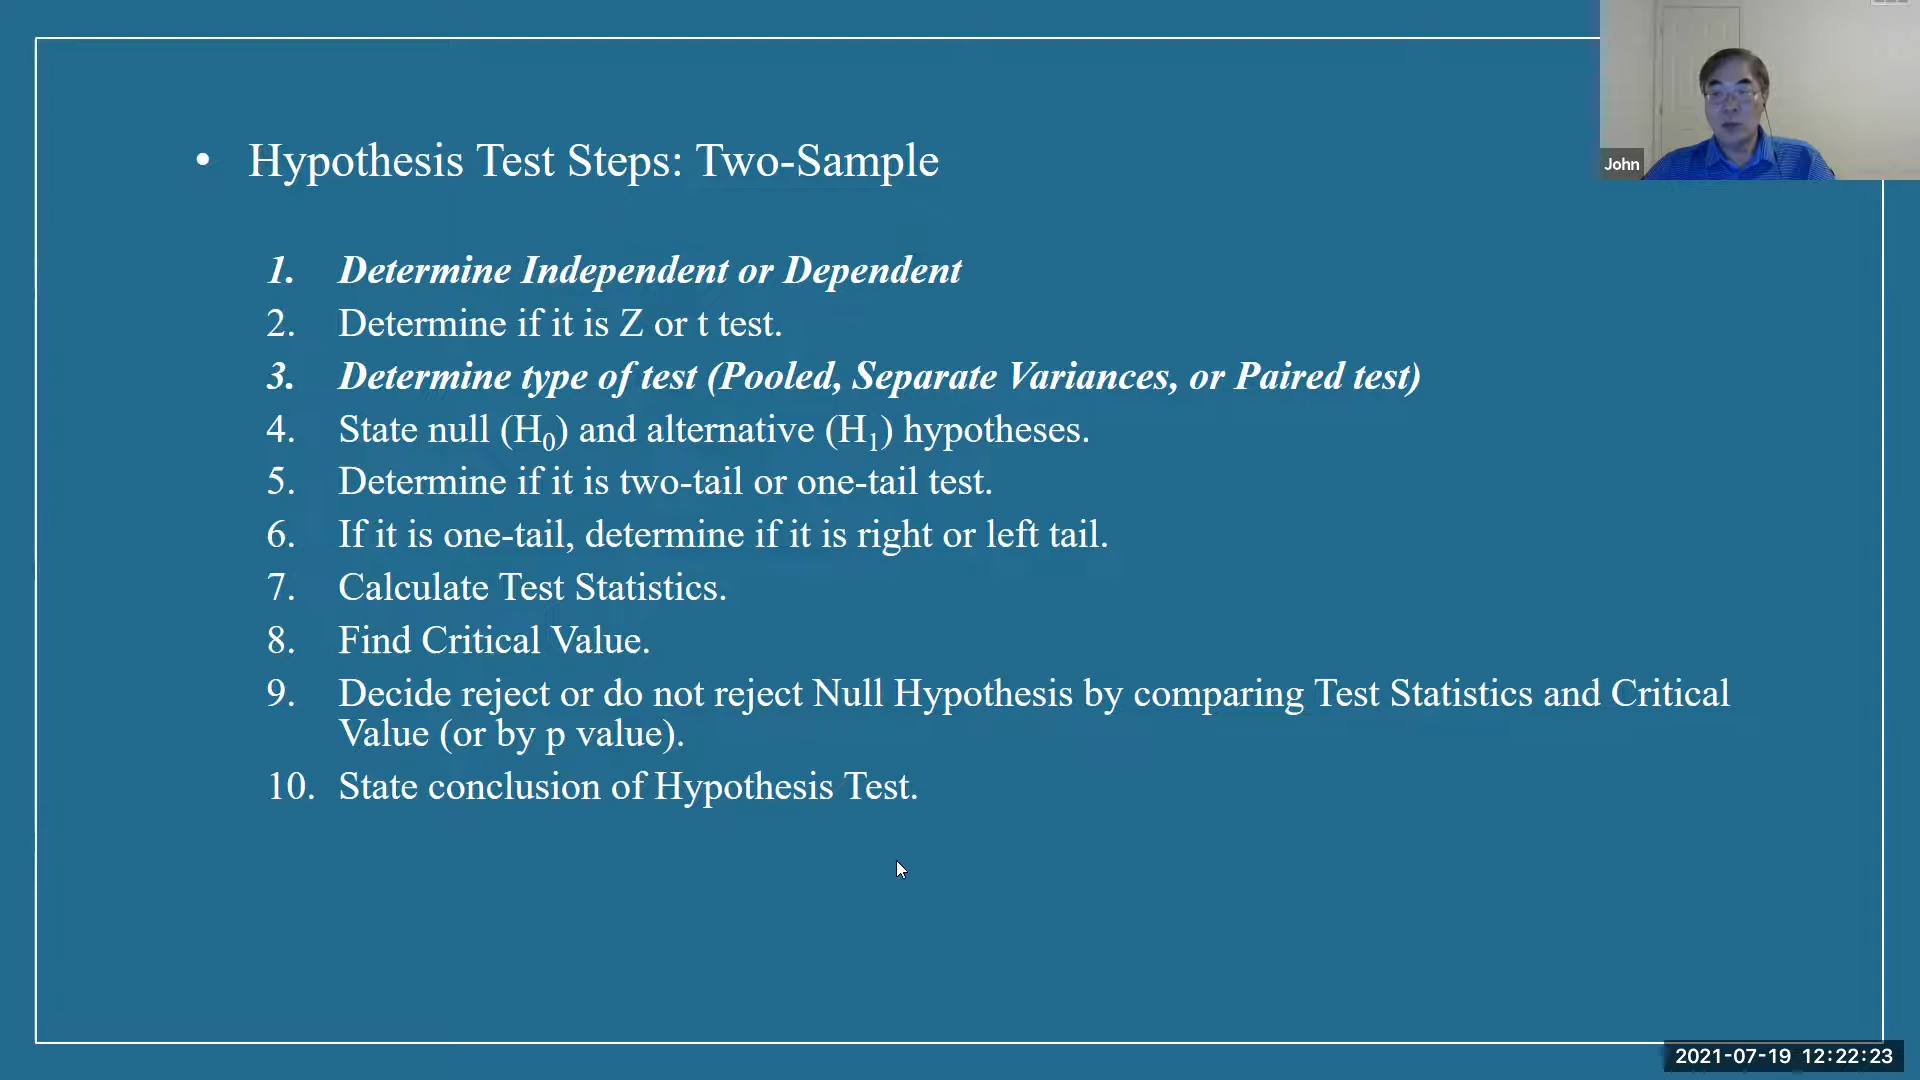 John
• Hypothesis Test Steps: Two-Sample
1. Determine Independent or Dependent
2. Determine if it is Z or t test.
3. Determine type of test (Pooled, Separate Variances, or Paired test)
4. State null (H₀) and alternative (H₁) hypotheses.
5. Determine if it is two-tail or one-tail test.
6. If it is one-tail, determine if it is right or left tail.
7. Calculate Test Statistics.
8. Find Critical Value.
9. Decide reject or do not reject Null Hypothesis by comparing Test Statistics and Critical
Value (or by p value).
10. State conclusion of Hypothesis Test.
2021-07-19 12:22:23